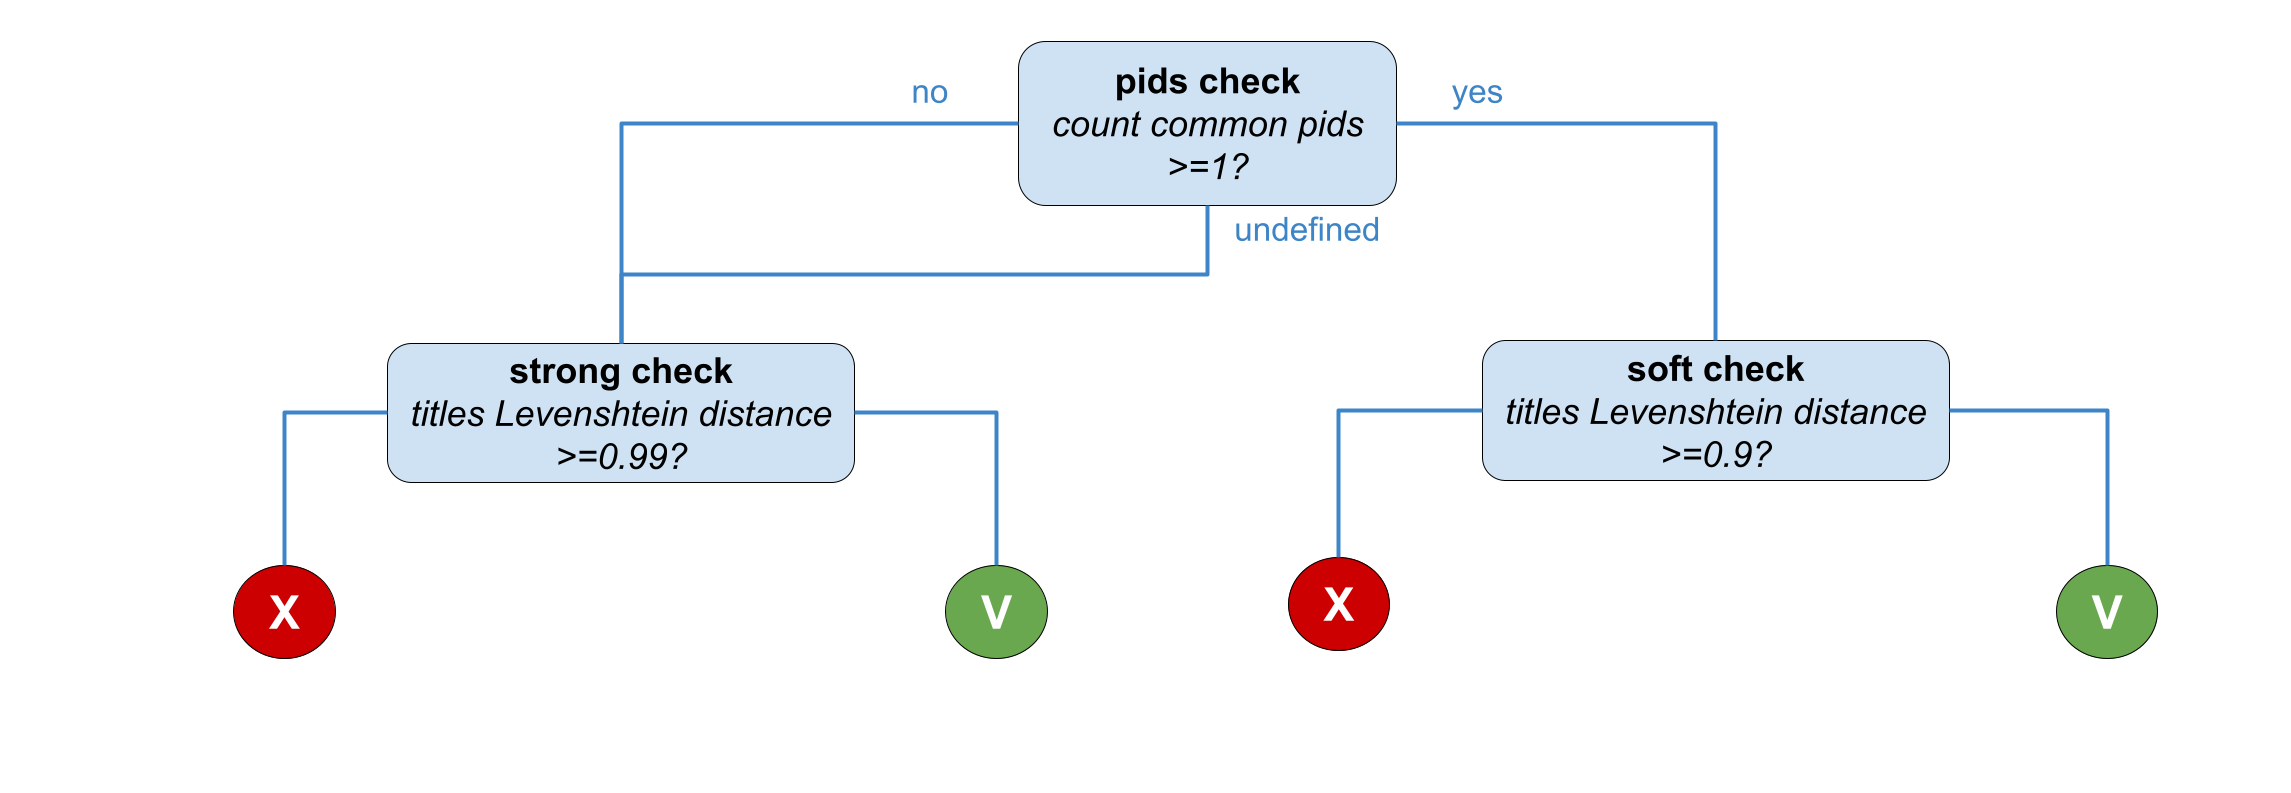 pids check
count common pids
>=1?
no
yes
undefined
strong check
titles Levenshtein distance
>=0.99?
soft check
titles Levenshtein distance
>=0.9?
X
V
X
V